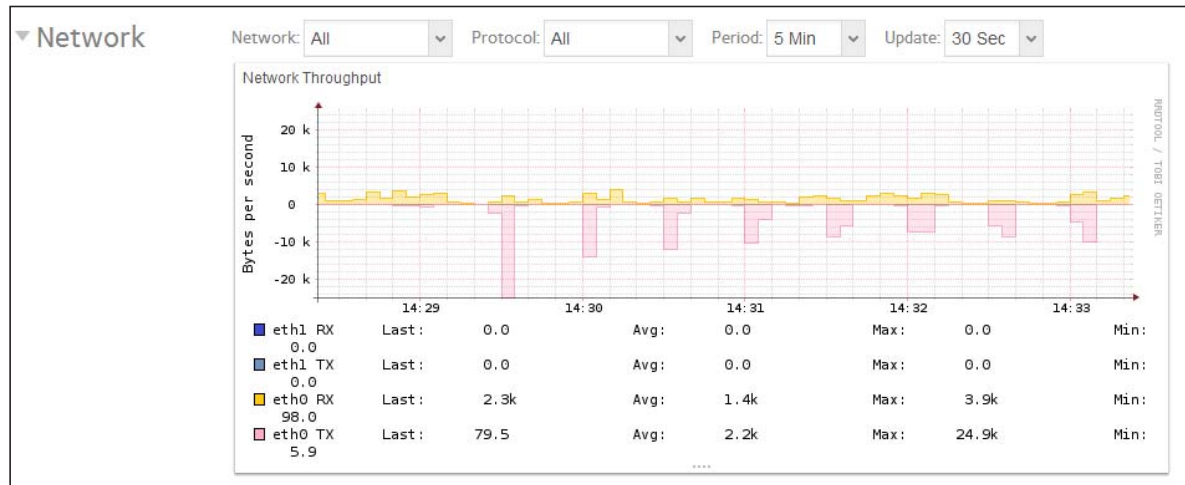 Network
Network: All Protocol: All Period: 5 Min Update: 30 Sec
Network Throughput
RRDTOOL / TOBI OETIKER
Bytes per second
20 k
10 k
0
-10 k
-20 k
14:29 14:30 14:31 14:32 14:33
eth1 RX Last: 0.0 Avg: 0.0 Max: 0.0 Min:
0.0
eth1 TX Last: 0.0 Avg: 0.0 Max: 0.0 Min:
0.0
eth0 RX Last: 2.3k Avg: 1.4k Max: 3.9k Min:
98.0
eth0 TX Last: 79.5 Avg: 2.2k Max: 24.9k Min:
5.9